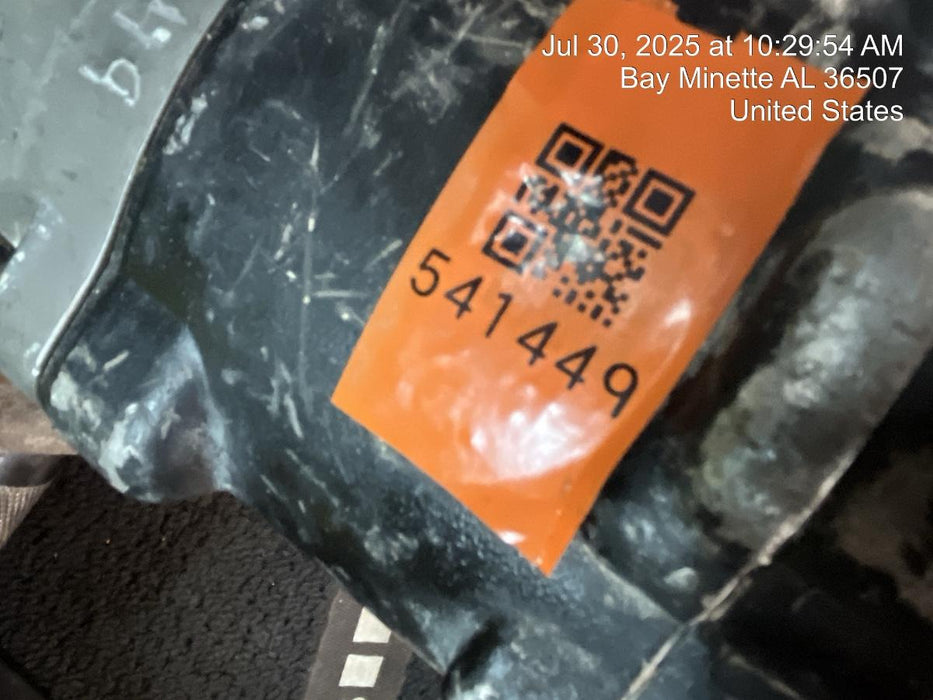 Jul 30, 2025 at 10:29:54 AM
Bay Minette AL 36507
United States
541449